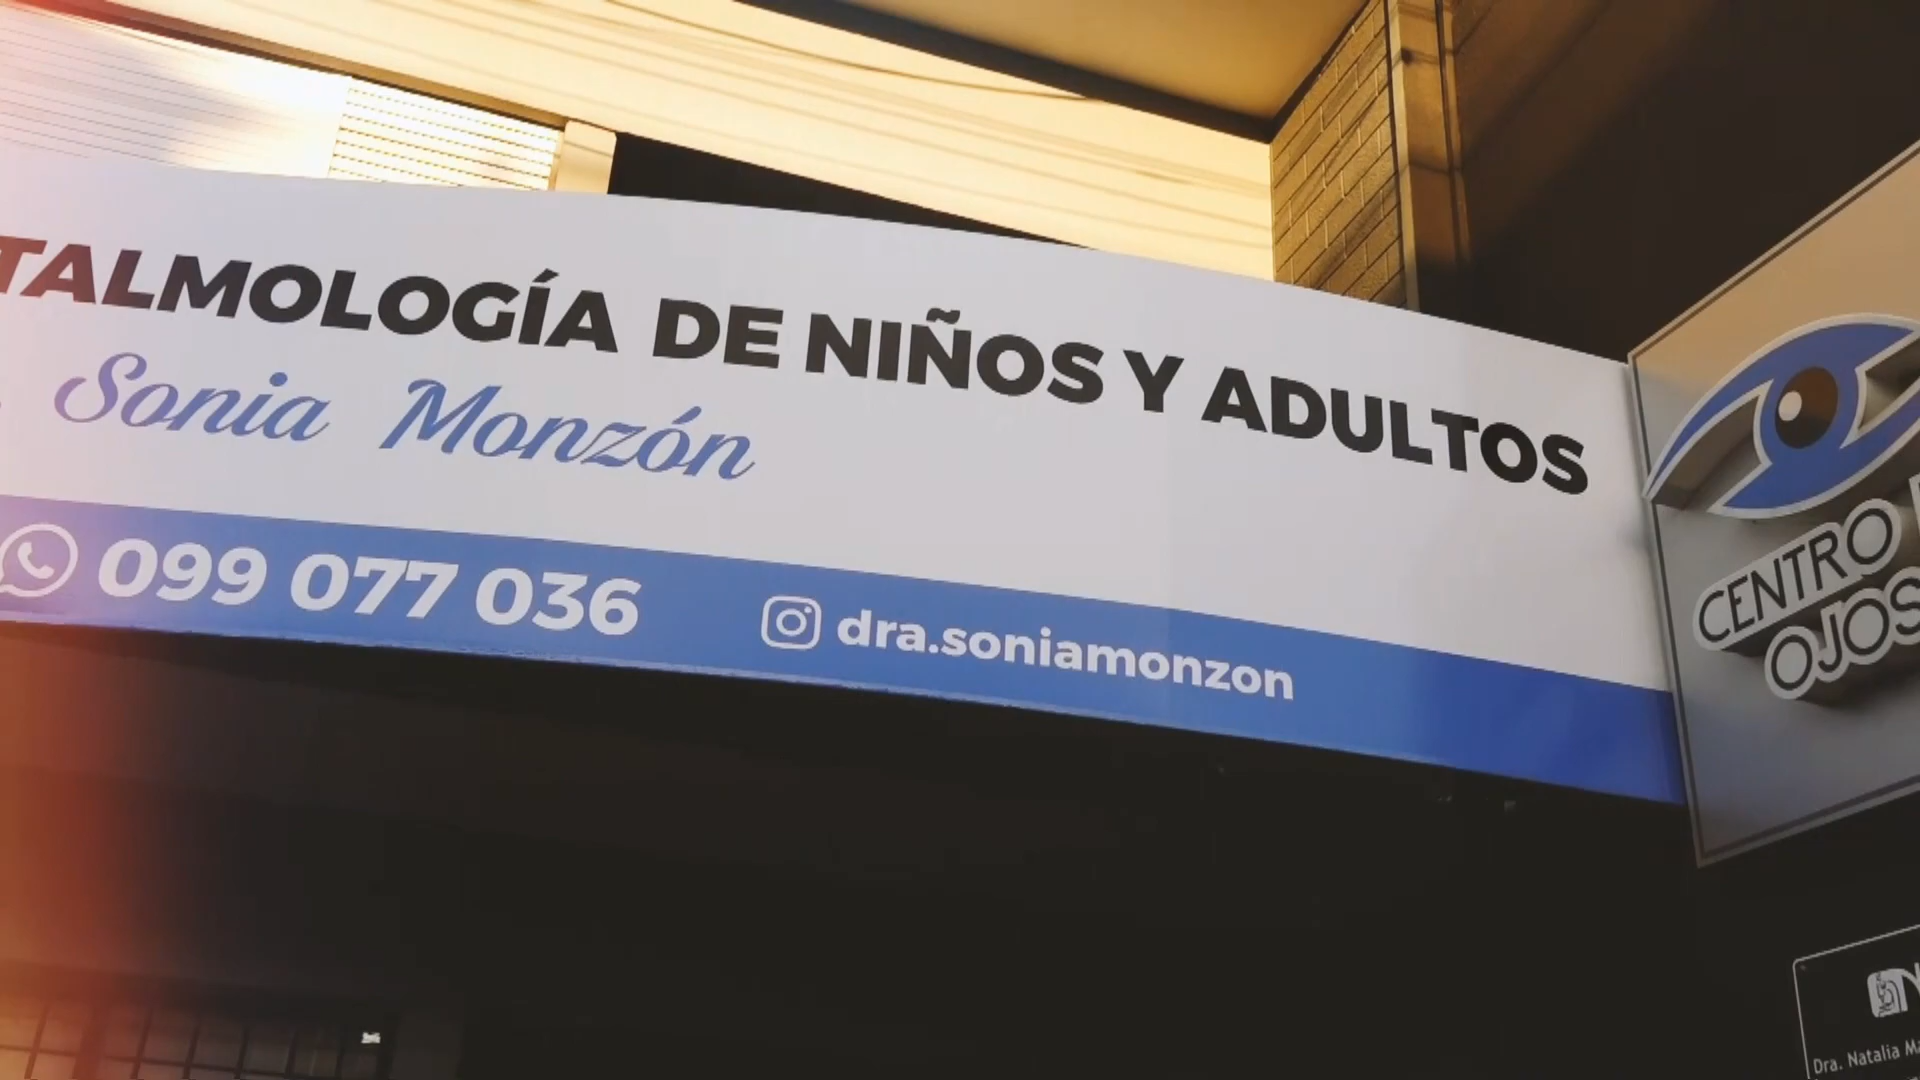 TALMOLOGÍA DE NIÑOS Y ADULTOS
Sonia Monzón
099 077 036
dra.soniamonzon
CENTRO
OJOS
Dra. Natalia